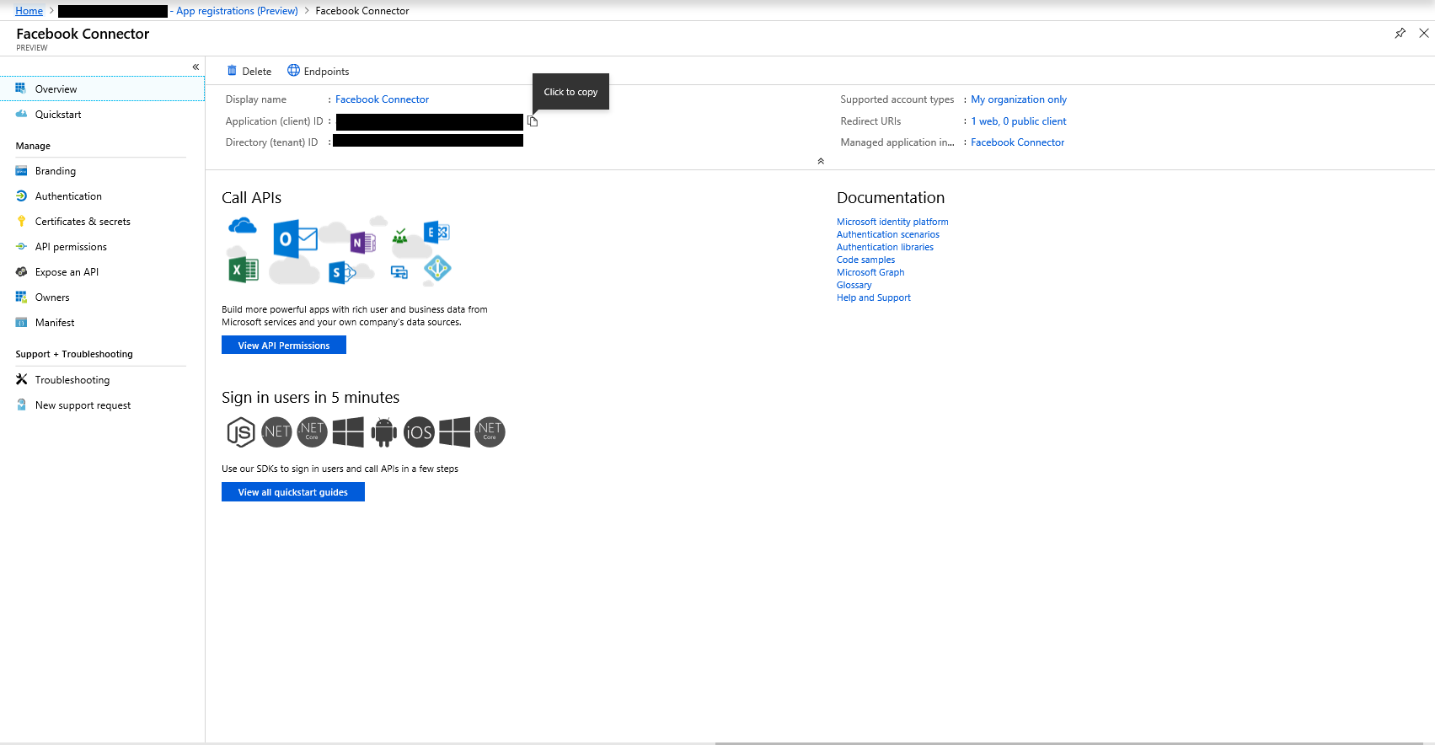 Home > - App registrations (Preview) > Facebook Connector
Facebook Connector
PREVIEW
«
Overview
Quickstart
Manage
Branding
Authentication
Certificates & secrets
API permissions
Expose an API
Owners
Manifest
Support + Troubleshooting
Troubleshooting
New support request
Delete Endpoints
Click to copy
Display name : Facebook Connector
Application (client) ID :
Directory (tenant) ID :
Supported account types : My organization only
Redirect URIs : 1 web, 0 public client
Managed application in... : Facebook Connector
Call APIs
O N E
X S
Build more powerful apps with rich user and business data from
Microsoft services and your own company's data sources.
View API Permissions
Sign in users in 5 minutes
JS .NET .NET Core iOS .NET Core
Use our SDKs to sign in users and call APIs in a few steps
View all quickstart guides
Documentation
Microsoft identity platform
Authentication scenarios
Authentication libraries
Code samples
Microsoft Graph
Glossary
Help and Support